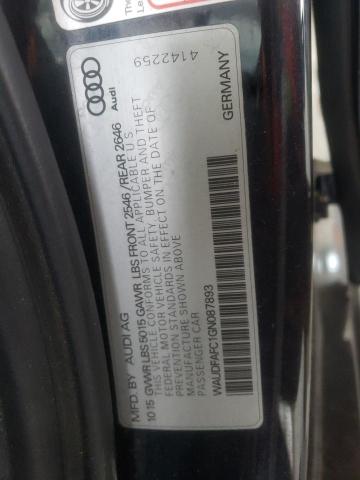 The
MFD. BY AUDI AG
10 15 GVWR LBS 5015 GAWR LBS FRONT 2546 / REAR 2646
THIS VEHICLE CONFORMS TO ALL APPLICABLE U S
FEDERAL MOTOR VEHICLE SAFETY, BUMPER AND THEFT
PREVENTION STANDARDS IN EFFECT ON THE DATE OF
MANUFACTURE SHOWN ABOVE
PASSENGER CAR
WAUDFAFC1GN087893
Audi
4142259
GERMANY